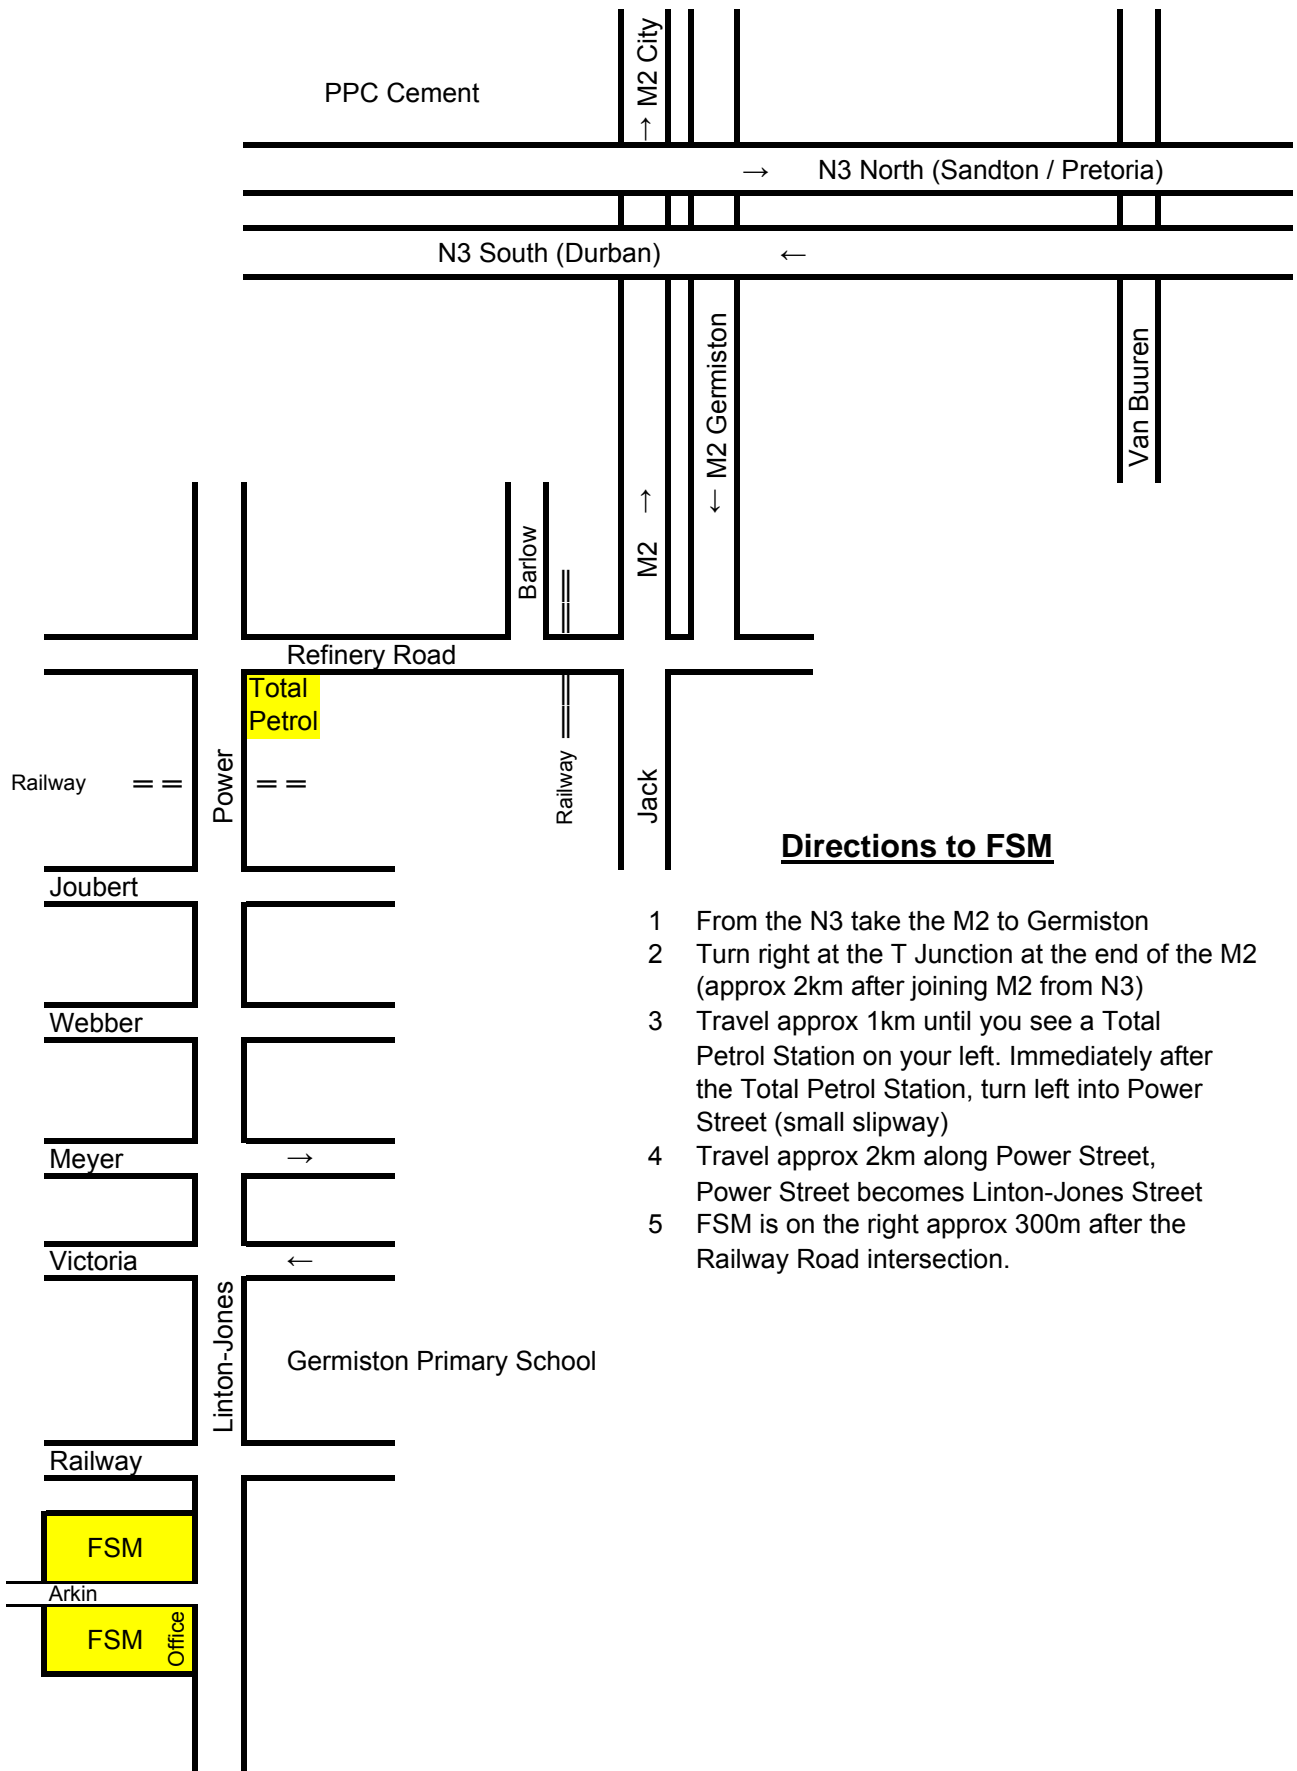 PPC Cement
→ M2 City
→ N3 North (Sandton / Pretoria)
N3 South (Durban) ←
← M2 Germiston
Van Buuren
M2 →
Barlow
Refinery Road
Total
Petrol
Railway
Power
Railway
Jack
Directions to FSM
Joubert
1 From the N3 take the M2 to Germiston
2 Turn right at the T Junction at the end of the M2
(approx 2km after joining M2 from N3)
3 Travel approx 1km until you see a Total
Petrol Station on your left. Immediately after
the Total Petrol Station, turn left into Power
Street (small slipway)
4 Travel approx 2km along Power Street,
Power Street becomes Linton-Jones Street
5 FSM is on the right approx 300m after the
Railway Road intersection.
Webber
Meyer →
Victoria ←
Linton-Jones
Germiston Primary School
Railway
FSM
Arkin
FSM
Office